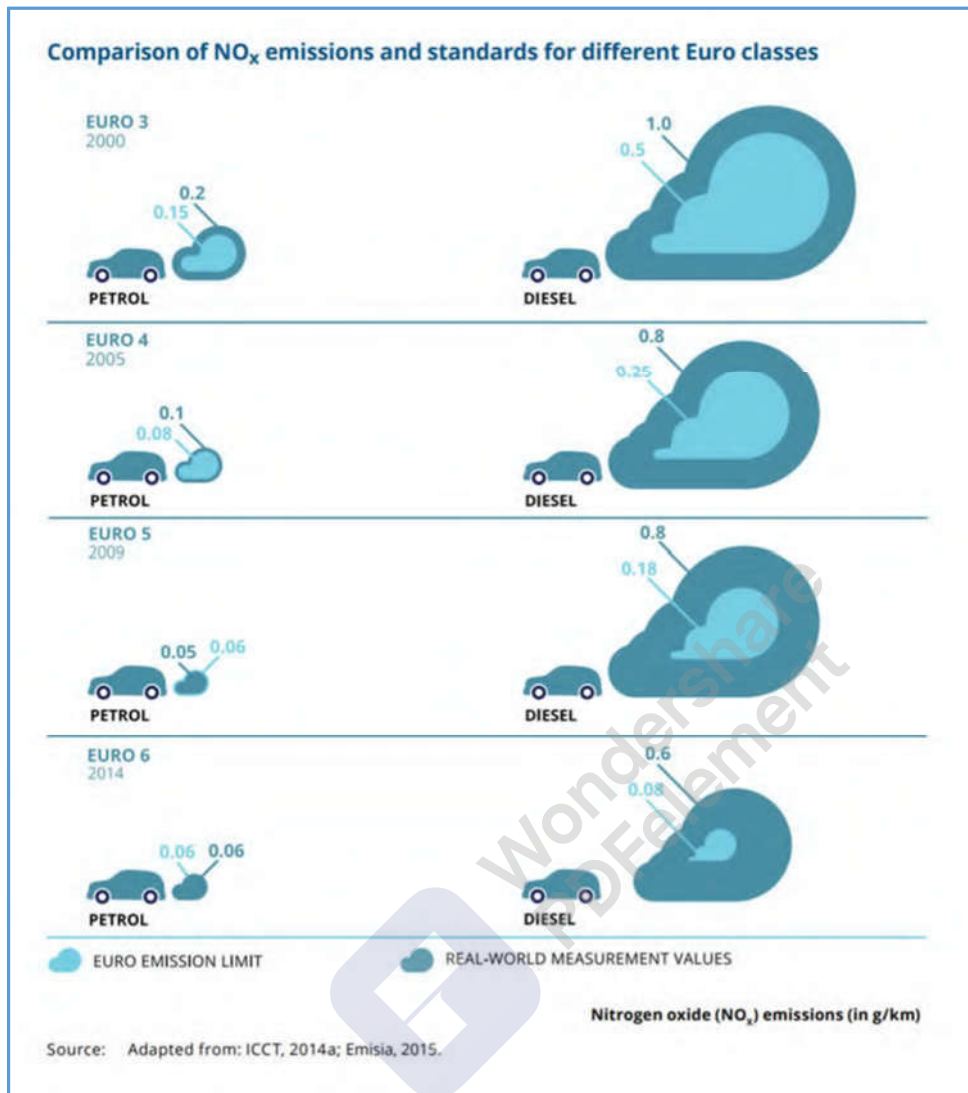 Comparison of NOx emissions and standards for different Euro classes
EURO 3
2000
1.0
0.5
0.2
0.15
PETROL
DIESEL
EURO 4
2005
0.8
0.25
0.1
0.08
PETROL
DIESEL
EURO 5
2009
0.8
0.18
0.05 0.06
PETROL
DIESEL
EURO 6
2014
0.6
0.08
0.06 0.06
PETROL
DIESEL
EURO EMISSION LIMIT
REAL-WORLD MEASUREMENT VALUES
Nitrogen oxide (NOx) emissions (in g/km)
Source: Adapted from: ICCT, 2014a; Emisia, 2015.
Wondershare
PDFelement